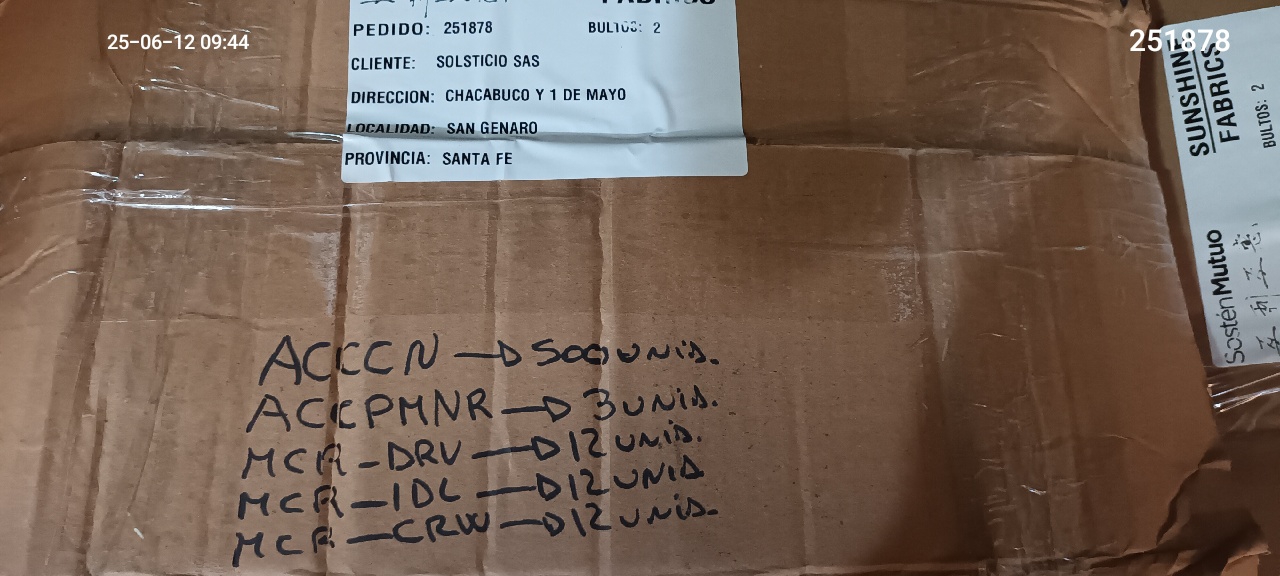 25-06-12 09:44
251878
PEDIDO: 251878 BULTOS: 2
CLIENTE: SOLSTICIO SAS
DIRECCION: CHACABUCO Y 1 DE MAYO
LOCALIDAD: SAN GENARO
PROVINCIA: SANTA FE
ACCCN → 500 UNID.
ACCPMNR → 3 UNID.
MCR-DRV → 12 UNID.
MCR-IDL → 12 UNID
MCR-CRW → 12 UNID.
SUNSHINE
FABRICS
BULTOS: 2
SosténMutuo